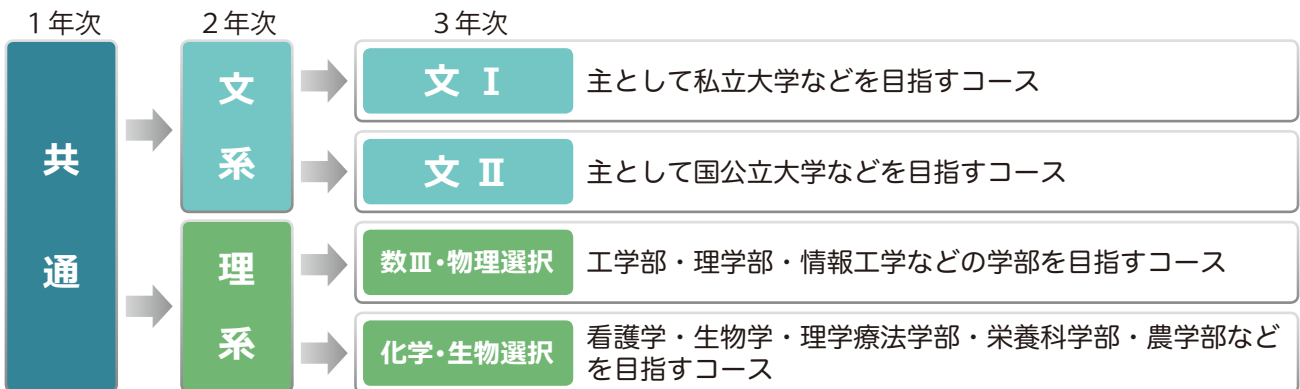 1年次
2年次
3年次
共通
文系
文Ⅰ
主として私立大学などを目指すコース
文Ⅱ
主として国公立大学などを目指すコース
理系
数Ⅲ・物理選択
工学部・理学部・情報工学などの学部を目指すコース
化学・生物選択
看護学・生物学・理学療法学部・栄養科学部・農学部など
を目指すコース